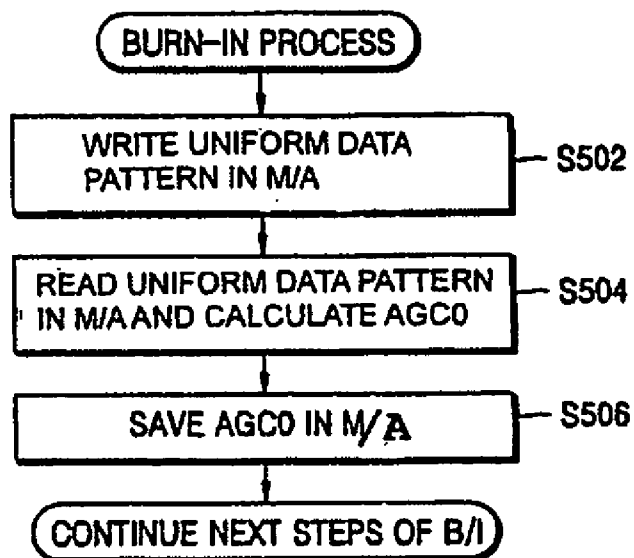 BURN-IN PROCESS
WRITE UNIFORM DATA
PATTERN IN M/A
S502
READ UNIFORM DATA PATTERN
IN M/A AND CALCULATE AGC0
S504
SAVE AGC0 IN M/A
S506
CONTINUE NEXT STEPS OF B/I